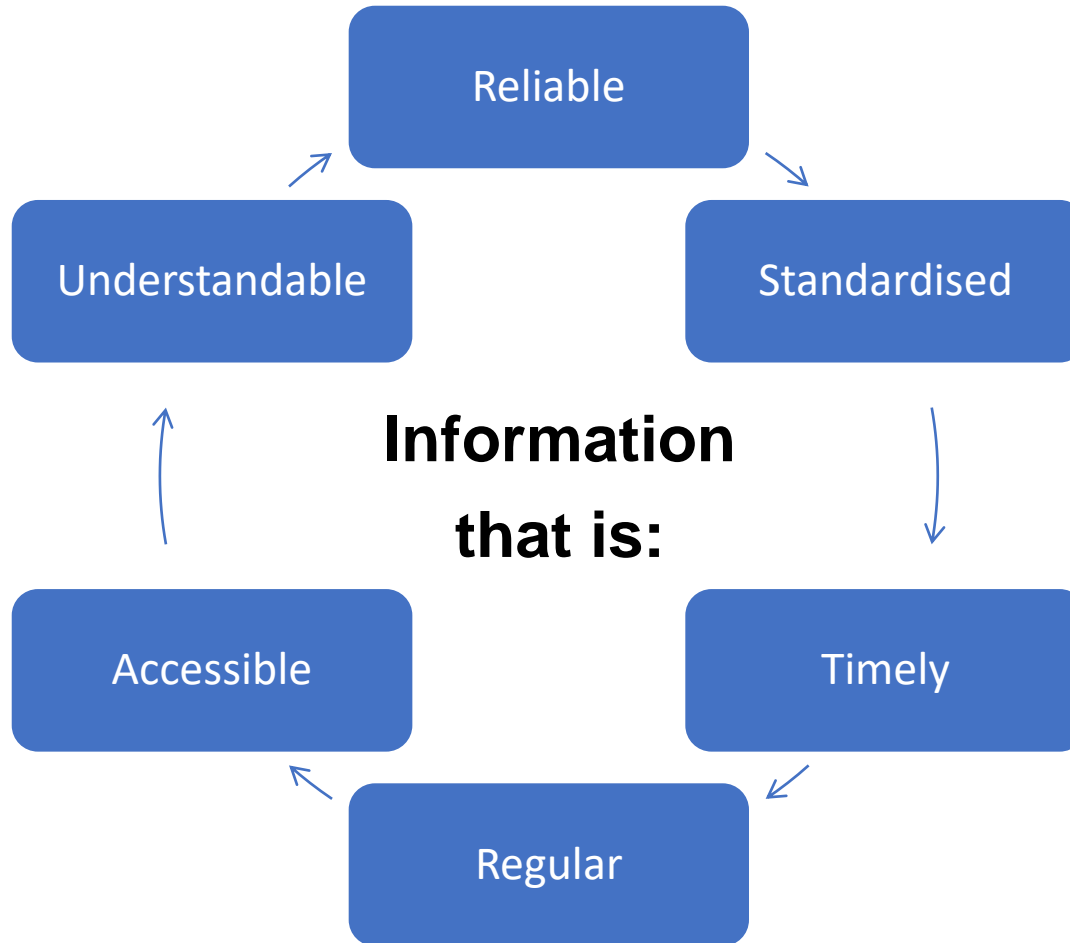 Reliable
Standardised
Timely
Regular
Accessible
Understandable
Information
that is: